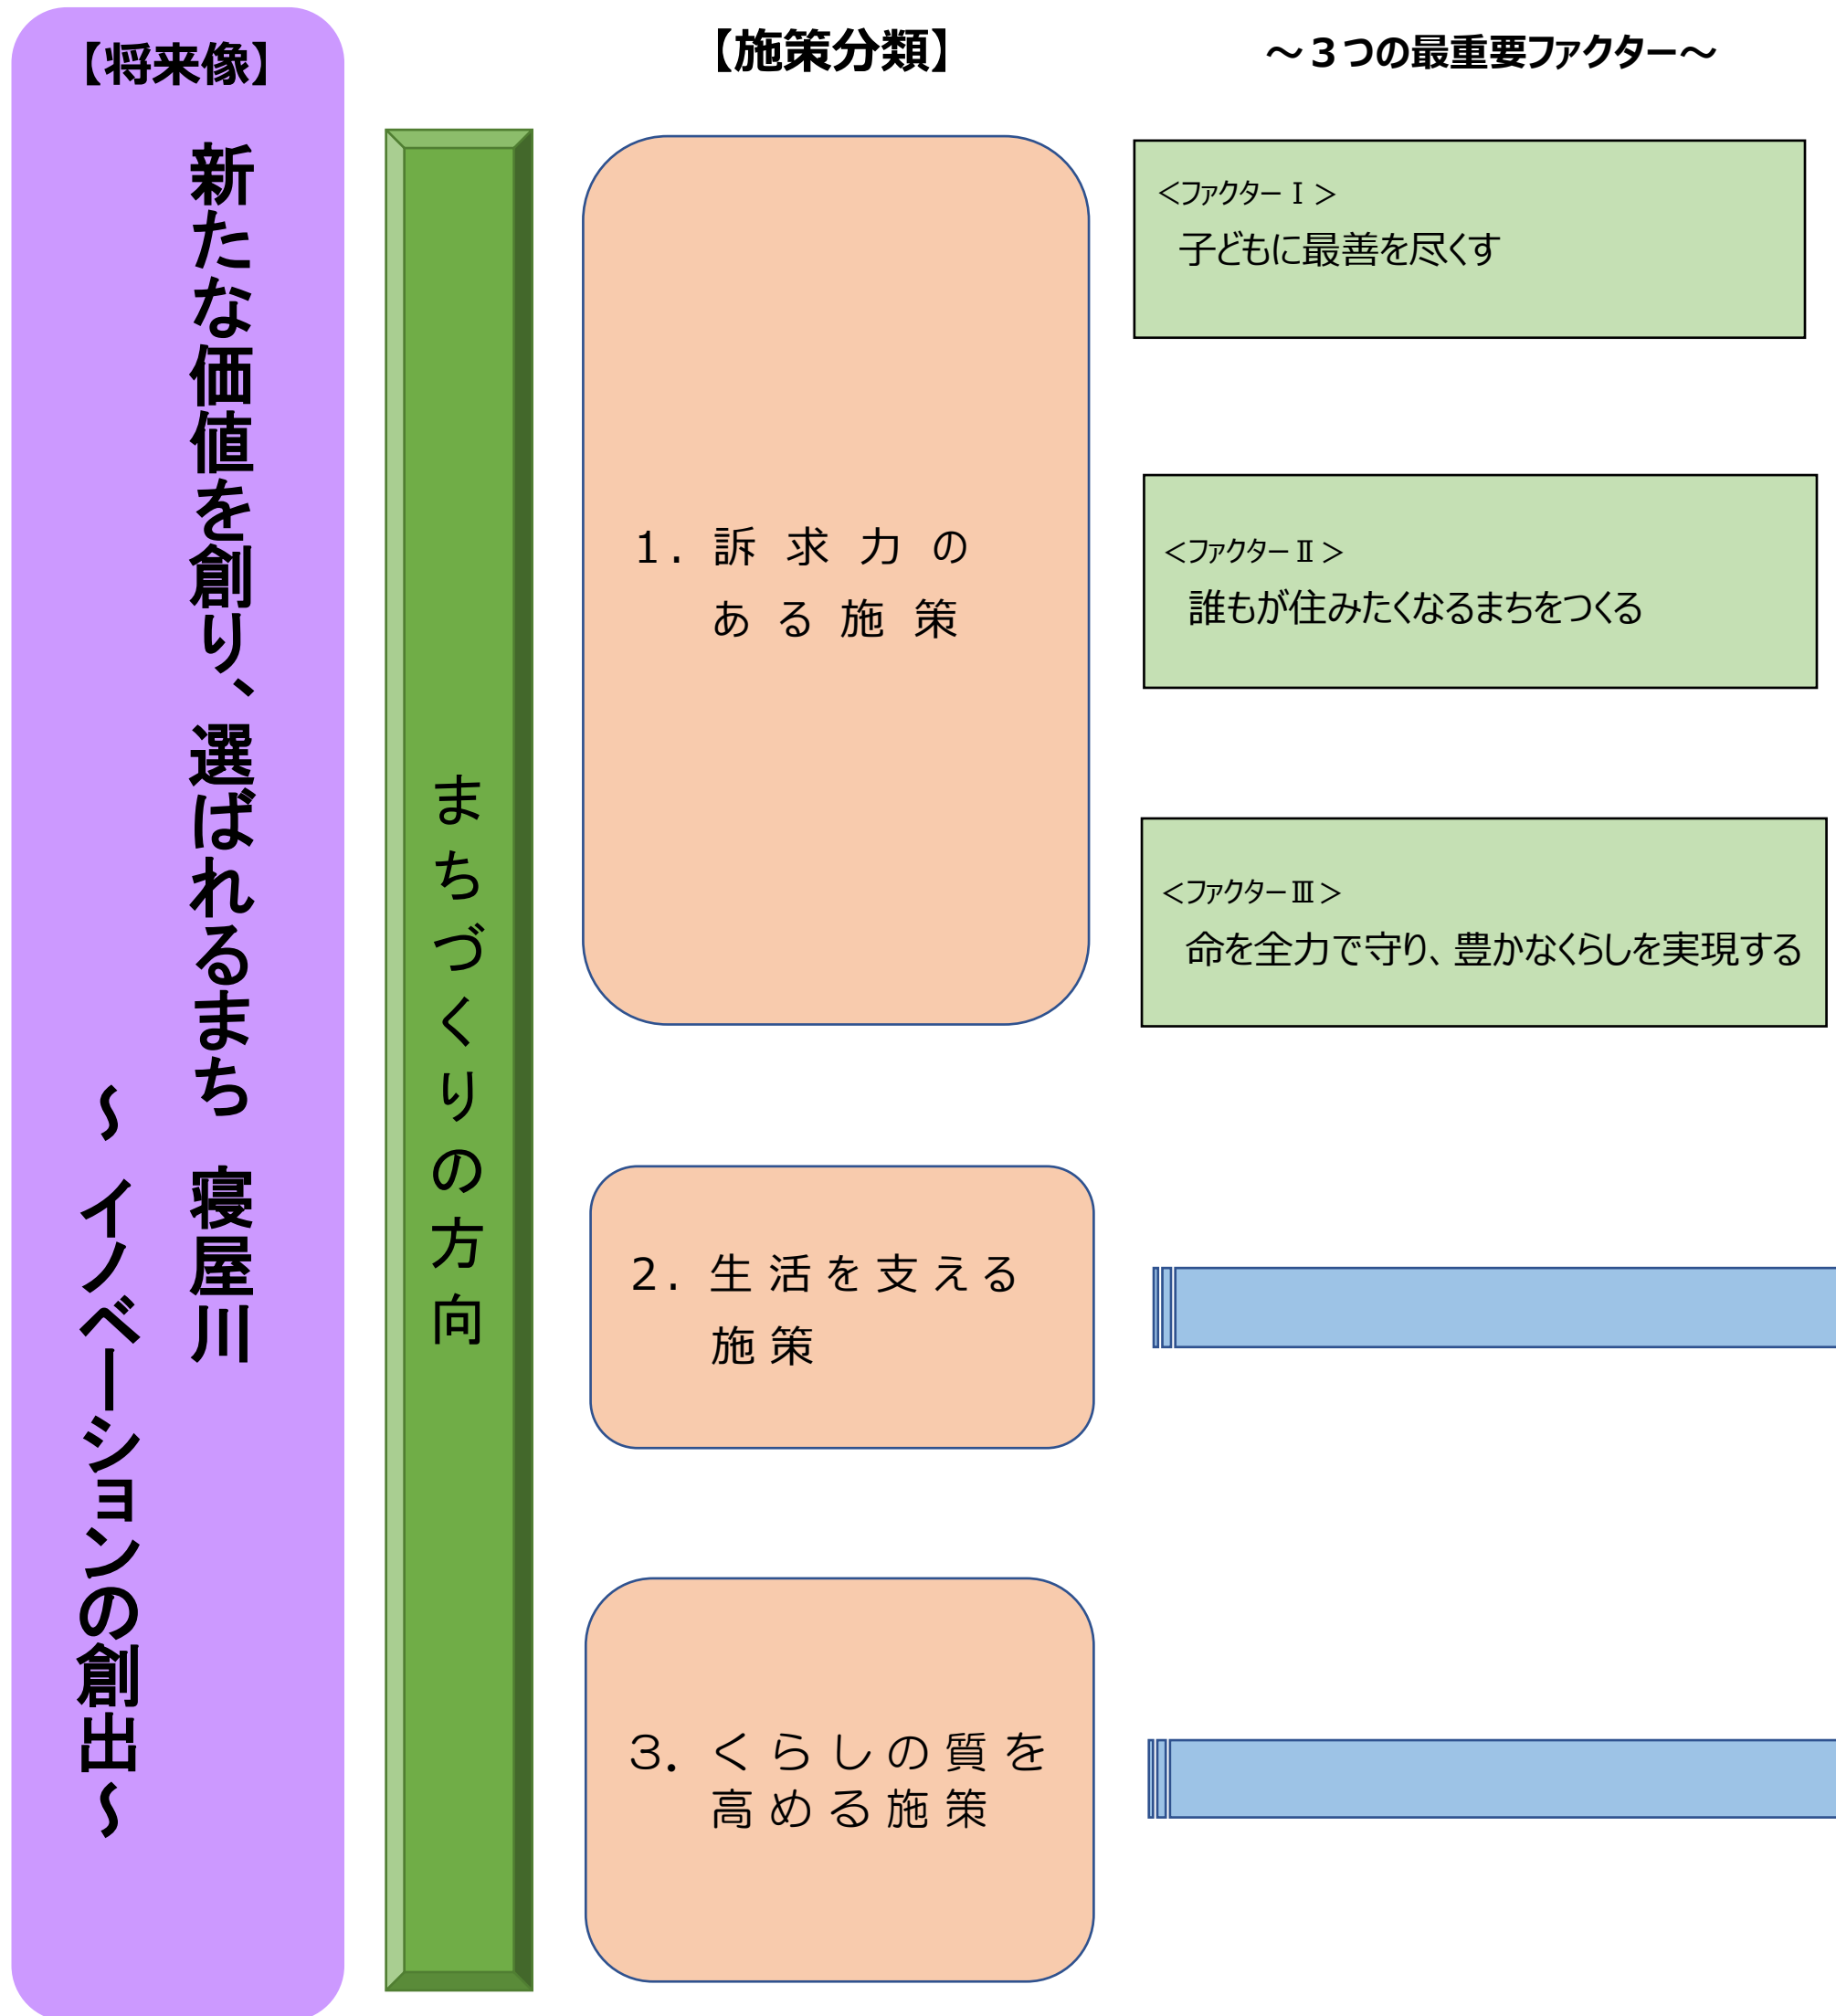 【将来像】
新たな価値を創り、選ばれるまち　寝屋川
～ イノベーションの創出～
まちづくりの方向
【施策分類】
1. 訴求力の
ある施策
2. 生活を支える
施策
3. くらしの質を
高める施策
～３つの最重要ファクター～
＜ファクターⅠ＞
子どもに最善を尽くす
＜ファクターⅡ＞
誰もが住みたくなるまちをつくる
＜ファクターⅢ＞
命を全力で守り、豊かなくらしを実現する